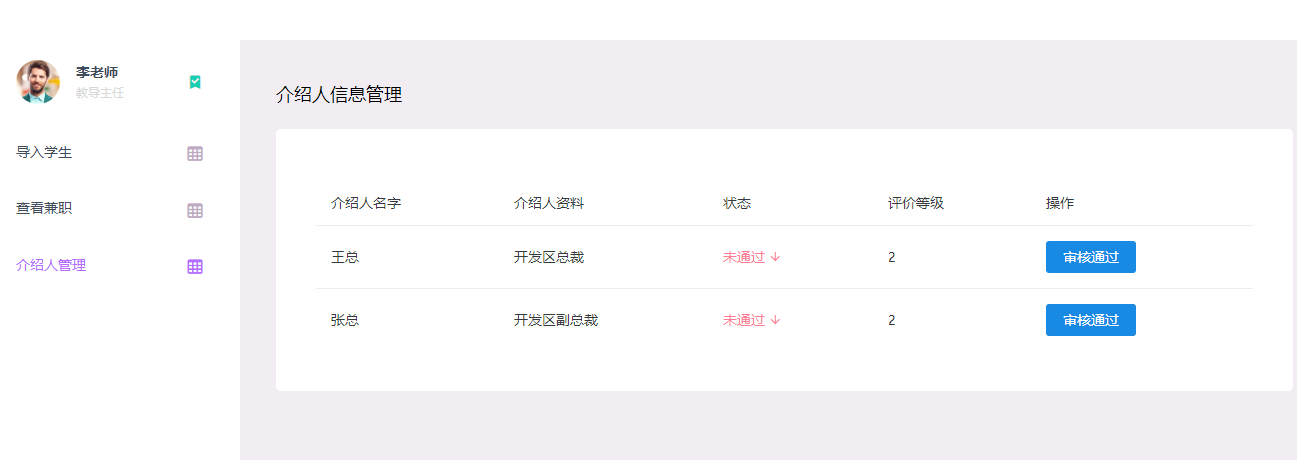 李老师
教导主任
导入学生
查看兼职
介绍人管理
介绍人信息管理
介绍人名字 介绍人资料 状态 评价等级 操作
王总 开发区总裁 未通过 ↓ 2 审核通过
张总 开发区副总裁 未通过 ↓ 2 审核通过